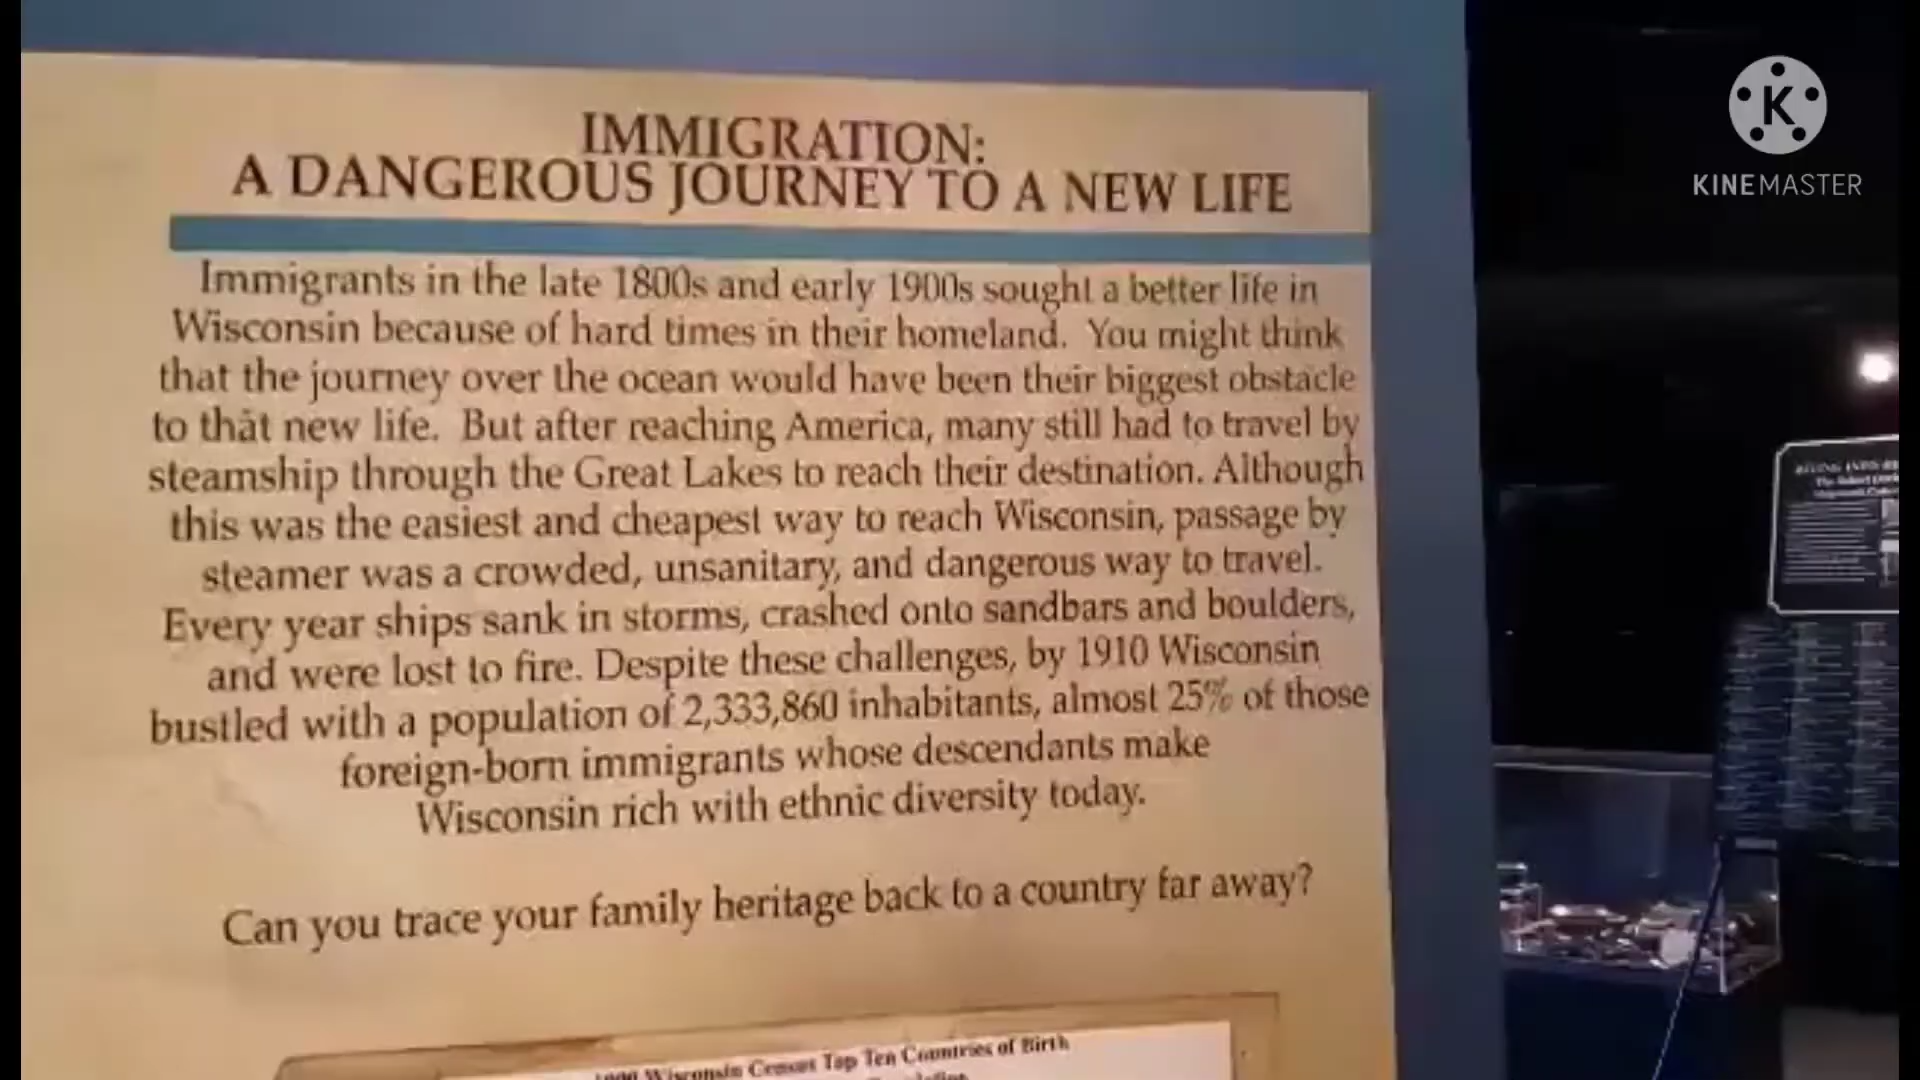 IMMIGRATION:
A DANGEROUS JOURNEY TO A NEW LIFE
Immigrants in the late 1800s and early 1900s sought a better life in
Wisconsin because of hard times in their homeland. You might think
that the journey over the ocean would have been their biggest obstacle
to that new life. But after reaching America, many still had to travel by
steamship through the Great Lakes to reach their destination. Although
this was the easiest and cheapest way to reach Wisconsin, passage by
steamer was a crowded, unsanitary, and dangerous way to travel.
Every year ships sank in storms, crashed onto sandbars and boulders,
and were lost to fire. Despite these challenges, by 1910 Wisconsin
bustled with a population of 2,333,860 inhabitants, almost 25% of those
foreign-born immigrants whose descendants make
Wisconsin rich with ethnic diversity today.
Can you trace your family heritage back to a country far away?
Wisconsin Census Top Ten Countries of Birth
K
KINEMASTER